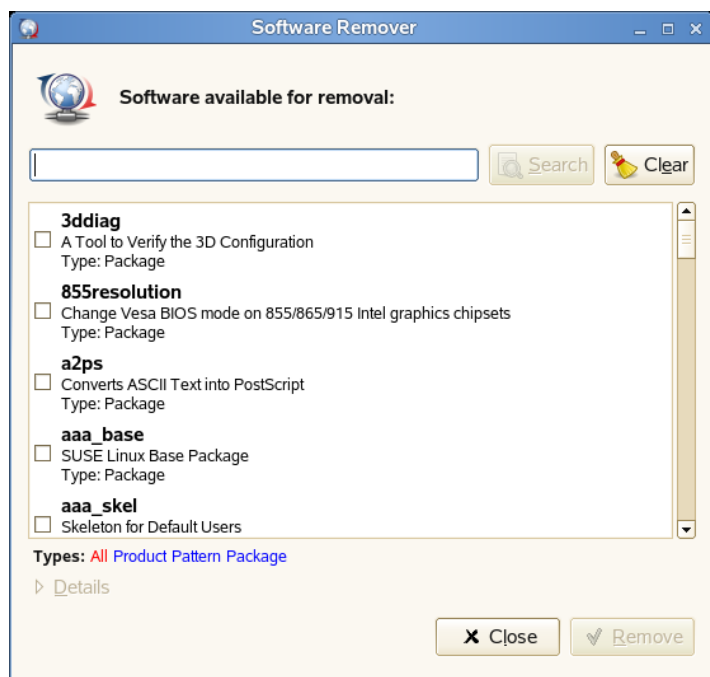 Software Remover
Software available for removal:
Search
Clear
3ddiag
A Tool to Verify the 3D Configuration
Type: Package
855resolution
Change Vesa BIOS mode on 855/865/915 Intel graphics chipsets
Type: Package
a2ps
Converts ASCII Text into PostScript
Type: Package
aaa_base
SUSE Linux Base Package
Type: Package
aaa_skel
Skeleton for Default Users
Types: All Product Pattern Package
Details
Close
Remove